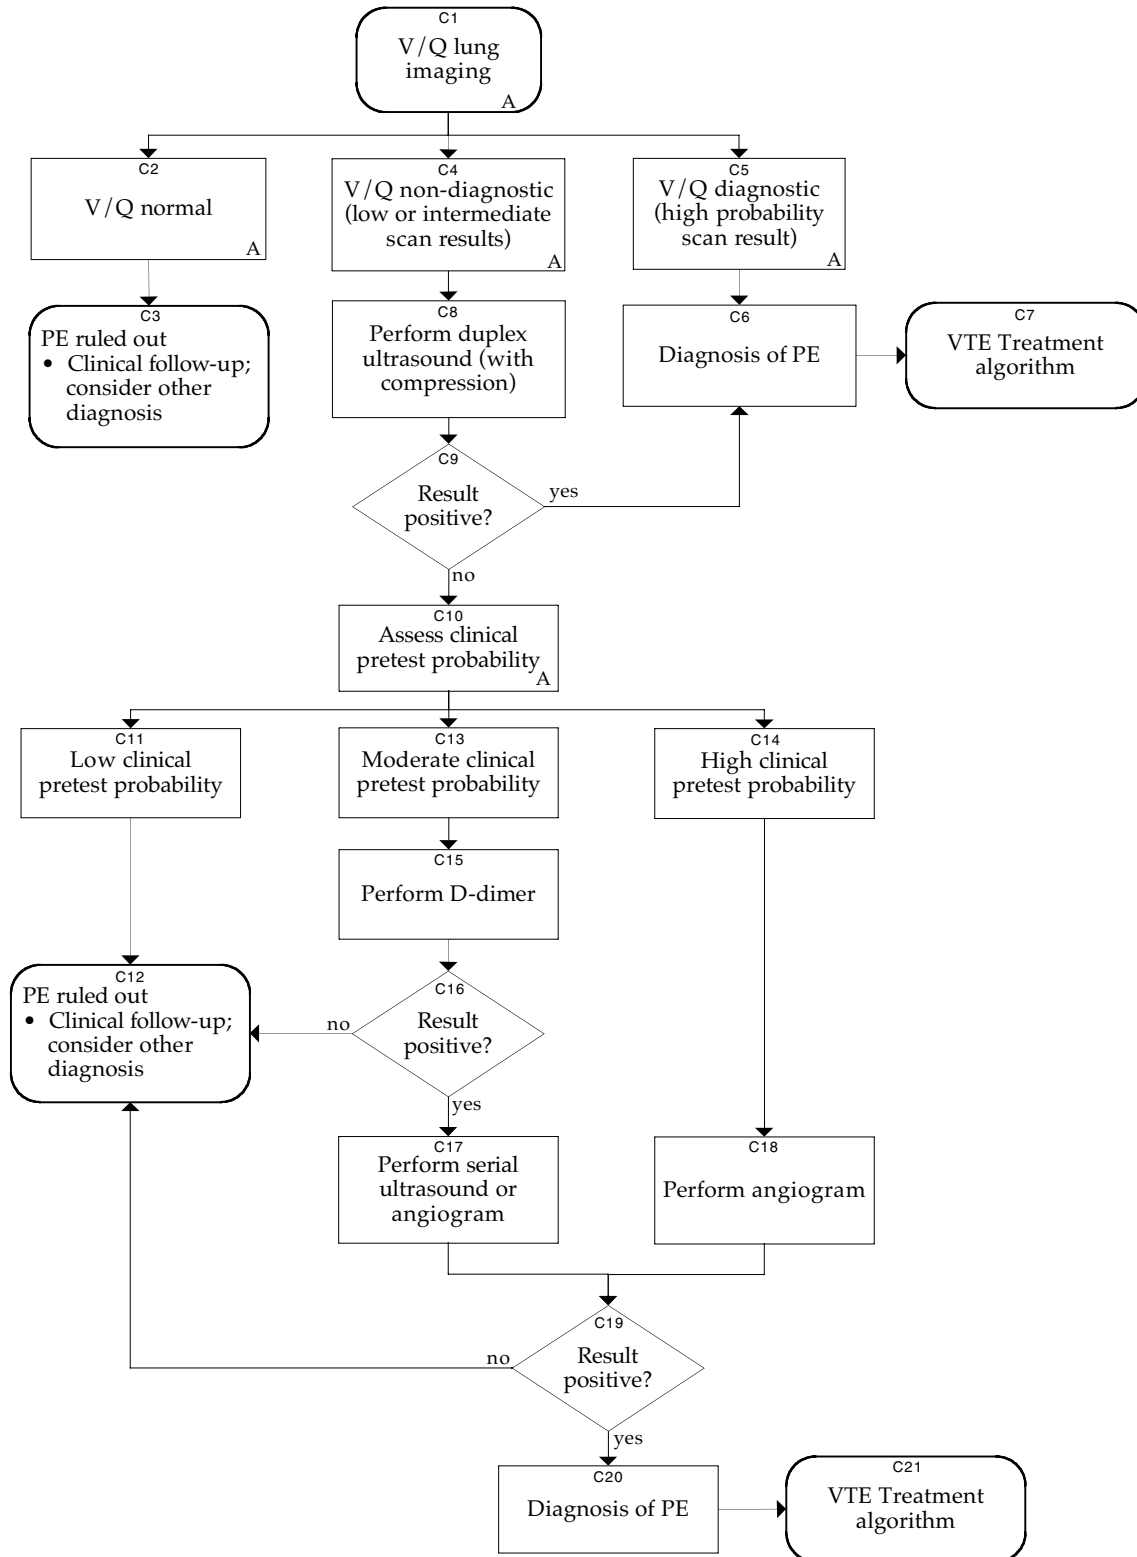 C1
V/Q lung
imaging
A
C2
V/Q normal
A
C4
V/Q non-diagnostic
(low or intermediate
scan results)
A
C5
V/Q diagnostic
(high probability
scan result)
A
C3
PE ruled out
• Clinical follow-up;
consider other
diagnosis
C8
Perform duplex
ultrasound (with
compression)
C6
Diagnosis of PE
C7
VTE Treatment
algorithm
C9
Result
positive?
yes
no
C10
Assess clinical
pretest probability
A
C11
Low clinical
pretest probability
C13
Moderate clinical
pretest probability
C14
High clinical
pretest probability
C15
Perform D-dimer
C12
PE ruled out
• Clinical follow-up;
consider other
diagnosis
C16
Result
positive?
no
yes
C17
Perform serial
ultrasound or
angiogram
C18
Perform angiogram
C19
Result
positive?
no
yes
C20
Diagnosis of PE
C21
VTE Treatment
algorithm